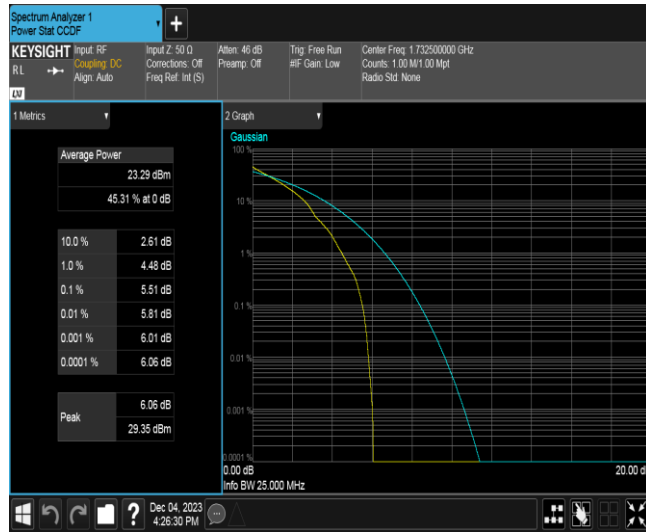 Spectrum Analyzer 1
Power Stat CCDF
+
KEYSIGHT
Input: RF
Input Z: 50 Ω
Atten: 46 dB
Trig: Free Run
Center Freq: 1.732500000 GHz
RL
Coupling: DC
Corrections: Off
Preamp: Off
#IF Gain: Low
Counts: 1.00 M/1.00 Mpt
Align: Auto
Freq Ref: Int (S)
Radio Std: None
LXI
1 Metrics
2 Graph
Average Power
23.29 dBm
45.31 % at 0 dB
10.0 % 2.61 dB
1.0 % 4.48 dB
0.1 % 5.51 dB
0.01 % 5.81 dB
0.001 % 6.01 dB
0.0001 % 6.06 dB
Peak
6.06 dB
29.35 dBm
Gaussian
100 %
10 %
1 %
0.1 %
0.01 %
0.001 %
0.0001 %
0.00 dB
20.00 d
Info BW 25.000 MHz
?
Dec 04, 2023
4:26:30 PM